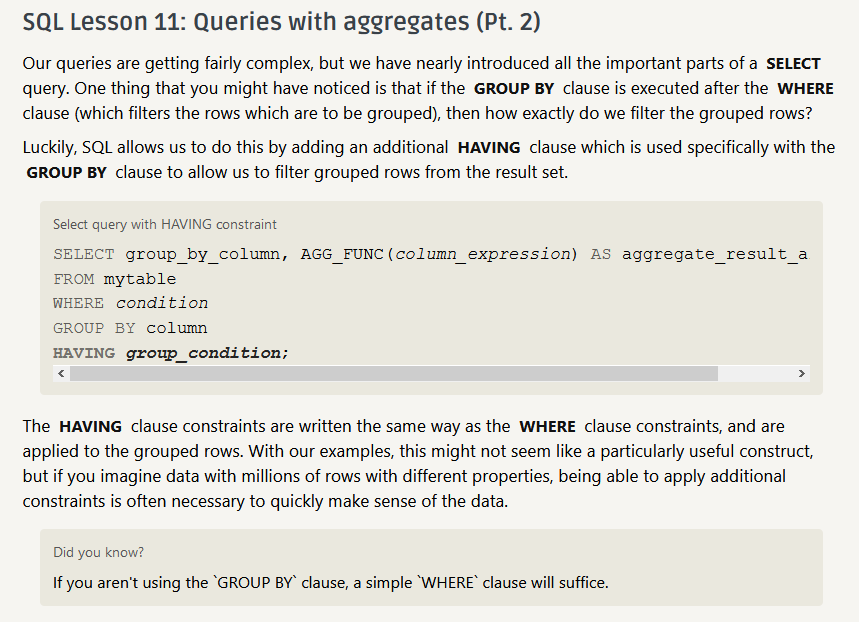 SQL Lesson 11: Queries with aggregates (Pt. 2)
Our queries are getting fairly complex, but we have nearly introduced all the important parts of a SELECT
query. One thing that you might have noticed is that if the GROUP BY clause is executed after the WHERE
clause (which filters the rows which are to be grouped), then how exactly do we filter the grouped rows?
Luckily, SQL allows us to do this by adding an additional HAVING clause which is used specifically with the
GROUP BY clause to allow us to filter grouped rows from the result set.
Select query with HAVING constraint
SELECT group_by_column, AGG_FUNC(column_expression) AS aggregate_result_a
FROM mytable
WHERE condition
GROUP BY column
HAVING group_condition;
The HAVING clause constraints are written the same way as the WHERE clause constraints, and are
applied to the grouped rows. With our examples, this might not seem like a particularly useful construct,
but if you imagine data with millions of rows with different properties, being able to apply additional
constraints is often necessary to quickly make sense of the data.
Did you know?
If you aren't using the `GROUP BY` clause, a simple `WHERE` clause will suffice.